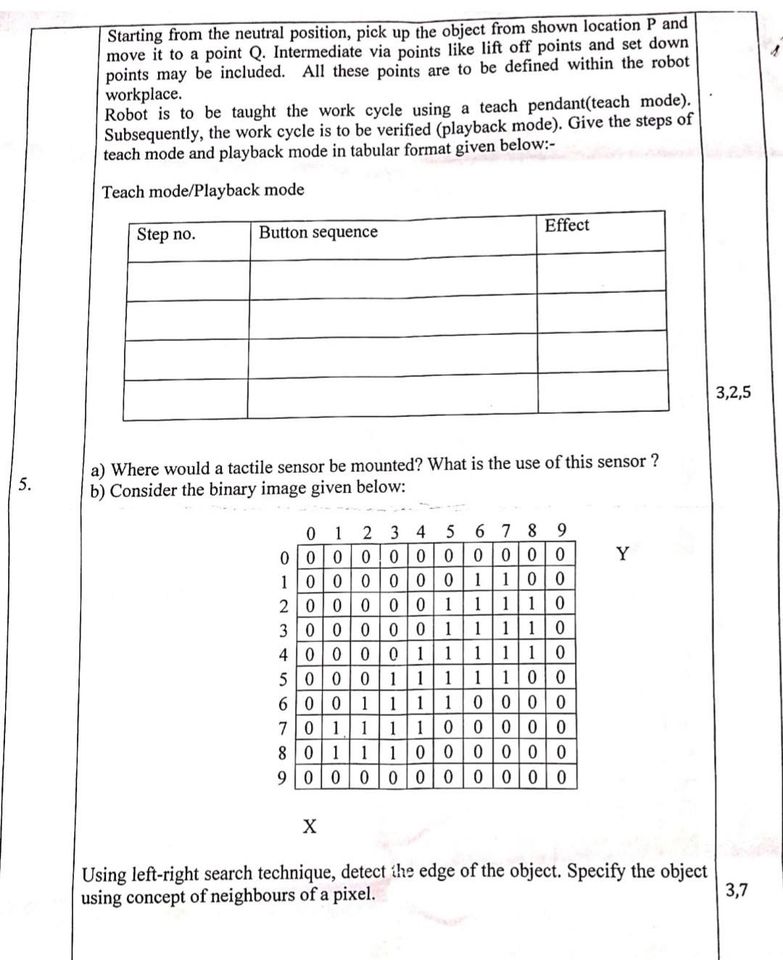 Starting from the neutral position, pick up the object from shown location P and
move it to a point Q. Intermediate via points like lift off points and set down
points may be included. All these points are to be defined within the robot
workplace.
Robot is to be taught the work cycle using a teach pendant(teach mode).
Subsequently, the work cycle is to be verified (playback mode). Give the steps of
teach mode and playback mode in tabular format given below:-
Teach mode/Playback mode
Step no. Button sequence Effect
3,2,5
5. a) Where would a tactile sensor be mounted? What is the use of this sensor ?
b) Consider the binary image given below:
0 1 2 3 4 5 6 7 8 9
0 0 0 0 0 0 0 0 0 0 0 Y
1 0 0 0 0 0 0 1 1 0 0
2 0 0 0 0 0 1 1 1 1 0
3 0 0 0 0 0 1 1 1 1 0
4 0 0 0 0 1 1 1 1 1 0
5 0 0 0 1 1 1 1 1 0 0
6 0 0 1 1 1 1 0 0 0 0
7 0 1 1 1 1 0 0 0 0 0
8 0 1 1 1 0 0 0 0 0 0
9 0 0 0 0 0 0 0 0 0 0
X
Using left-right search technique, detect the edge of the object. Specify the object
using concept of neighbours of a pixel.
3,7